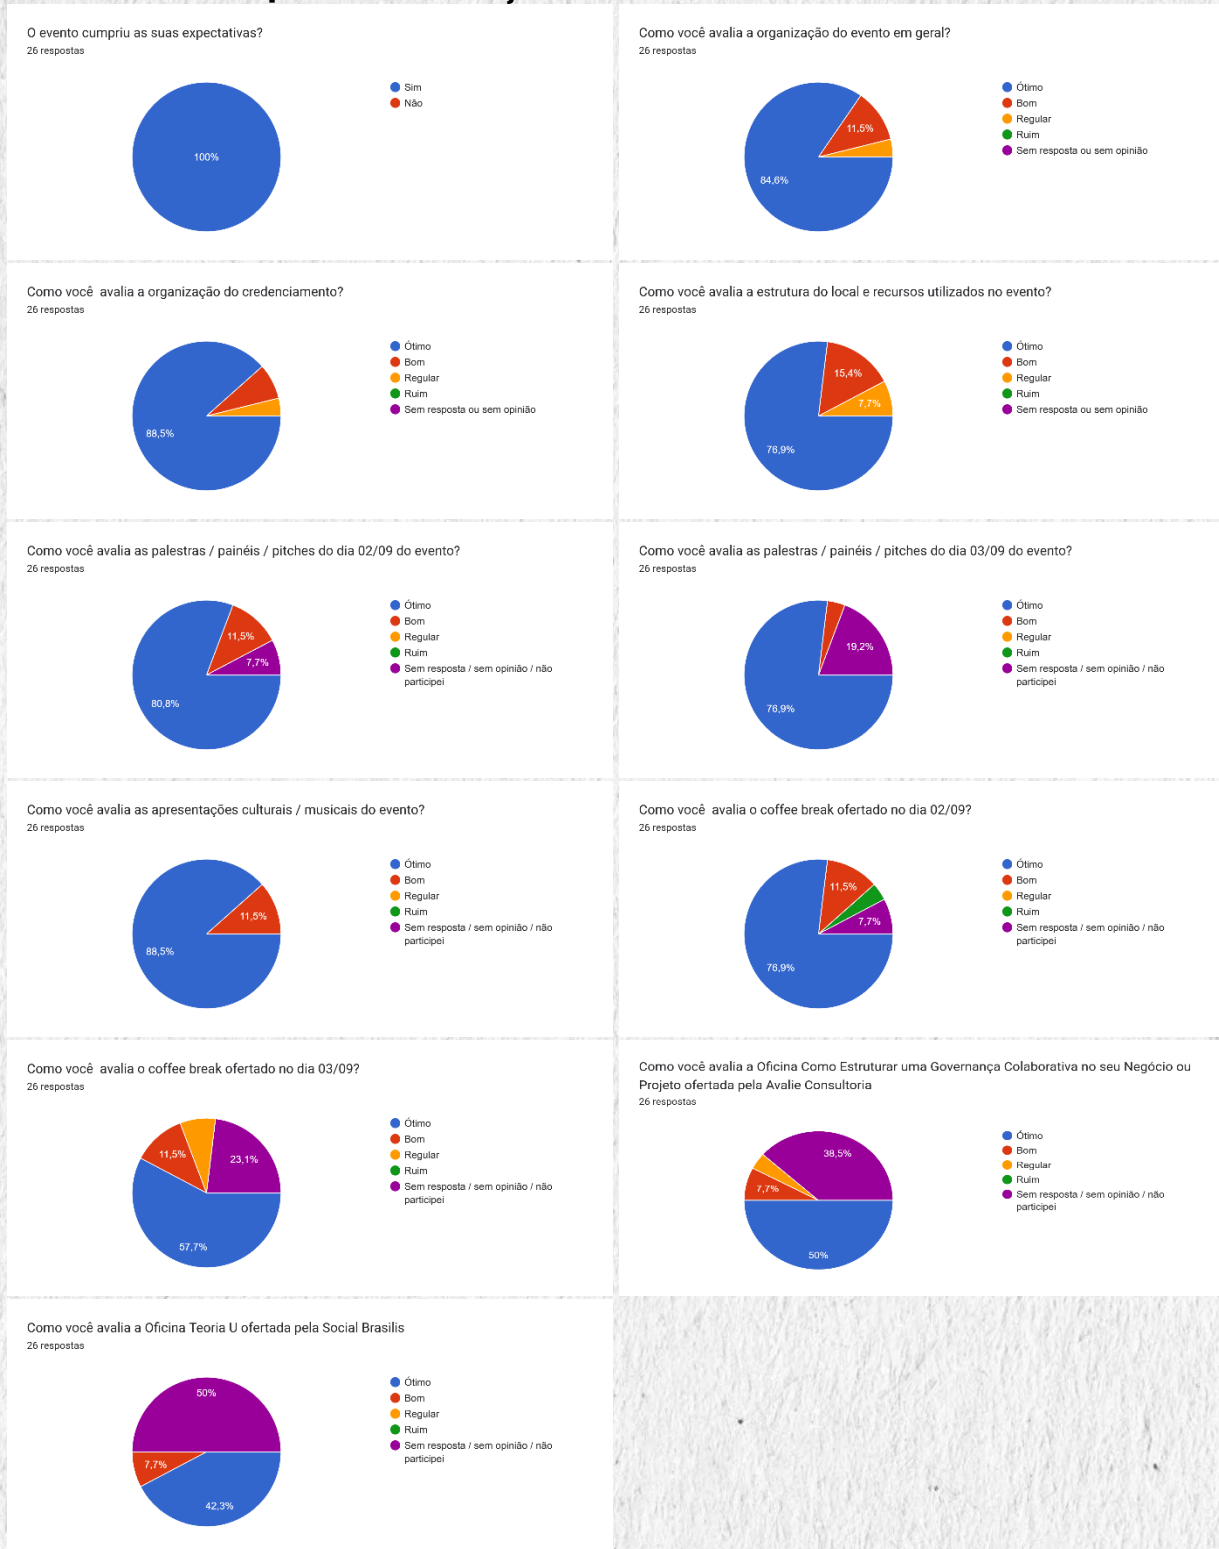 O evento cumpriu as suas expectativas?
26 respostas
Sim
Não
100%
Como você avalia a organização do evento em geral?
26 respostas
Ótimo
Bom
Regular
Ruim
Sem resposta ou sem opinião
11,5%
84,6%
Como você  avalia a organização do credenciamento?
26 respostas
Ótimo
Bom
Regular
Ruim
Sem resposta ou sem opinião
88,5%
Como você avalia a estrutura do local e recursos utilizados no evento?
26 respostas
Ótimo
Bom
Regular
Ruim
Sem resposta ou sem opinião
15,4%
7,7%
76,9%
Como você avalia as palestras / painéis / pitches do dia 02/09 do evento?
26 respostas
Ótimo
Bom
Regular
Ruim
Sem resposta / sem opinião / não
participei
11,5%
7,7%
80,8%
Como você avalia as palestras / painéis / pitches do dia 03/09 do evento?
26 respostas
Ótimo
Bom
Regular
Ruim
Sem resposta / sem opinião / não
participei
19,2%
76,9%
Como você avalia as apresentações culturais / musicais do evento?
26 respostas
Ótimo
Bom
Regular
Ruim
Sem resposta / sem opinião / não
participei
11,5%
88,5%
Como você  avalia o coffee break ofertado no dia 02/09?
26 respostas
Ótimo
Bom
Regular
Ruim
Sem resposta / sem opinião / não
participei
11,5%
7,7%
76,9%
Como você  avalia o coffee break ofertado no dia 03/09?
26 respostas
Ótimo
Bom
Regular
Ruim
Sem resposta / sem opinião / não
participei
11,5%
23,1%
57,7%
Como você avalia a Oficina Como Estruturar uma Governança Colaborativa no seu Negócio ou
Projeto ofertada pela Avalie Consultoria
26 respostas
Ótimo
Bom
Regular
Ruim
Sem resposta / sem opinião / não
participei
38,5%
7,7%
50%
Como você avalia a Oficina Teoria U ofertada pela Social Brasilis
26 respostas
Ótimo
Bom
Regular
Ruim
Sem resposta / sem opinião / não
participei
50%
7,7%
42,3%